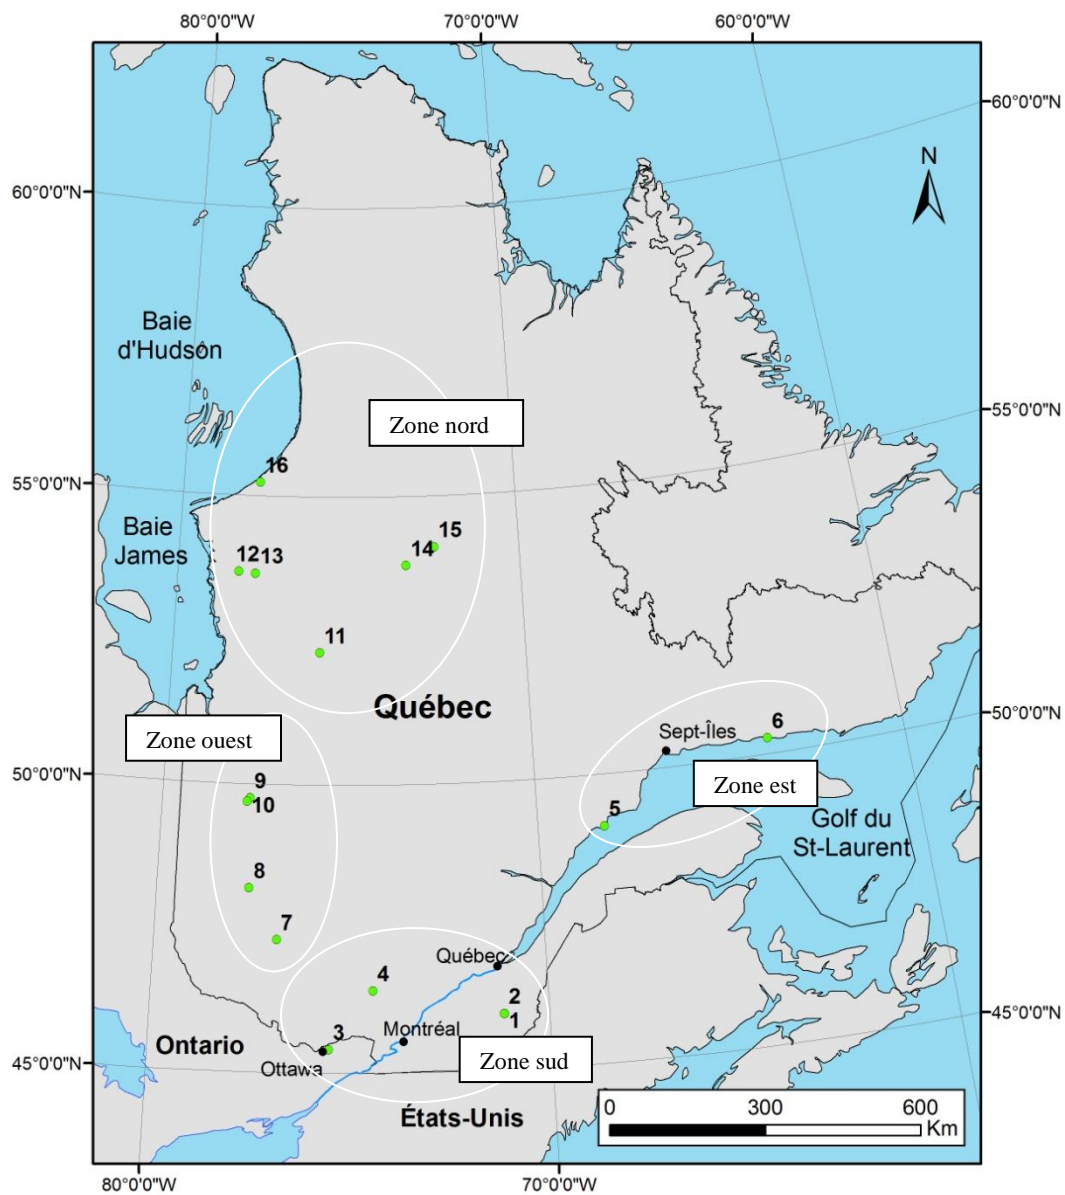 80°0'0"W
70°0'0"W
60°0'0"W
60°0'0"N
N
60°0'0"N
Baie
d'Hudson
Zone nord
55°0'0"N
16
55°0'0"N
Baie
James
15
14
12
13
11
Québec
50°0'0"N
6
Sept-Îles
Zone ouest
50°0'0"N
Zone est
9
10
5
Golf du
St-Laurent
8
7
Québec
4
2
1
45°0'0"N
Montréal
3
Ontario
45°0'0"N
Ottawa
Zone sud
États-Unis
0
300
600
Km
80°0'0"W
70°0'0"W